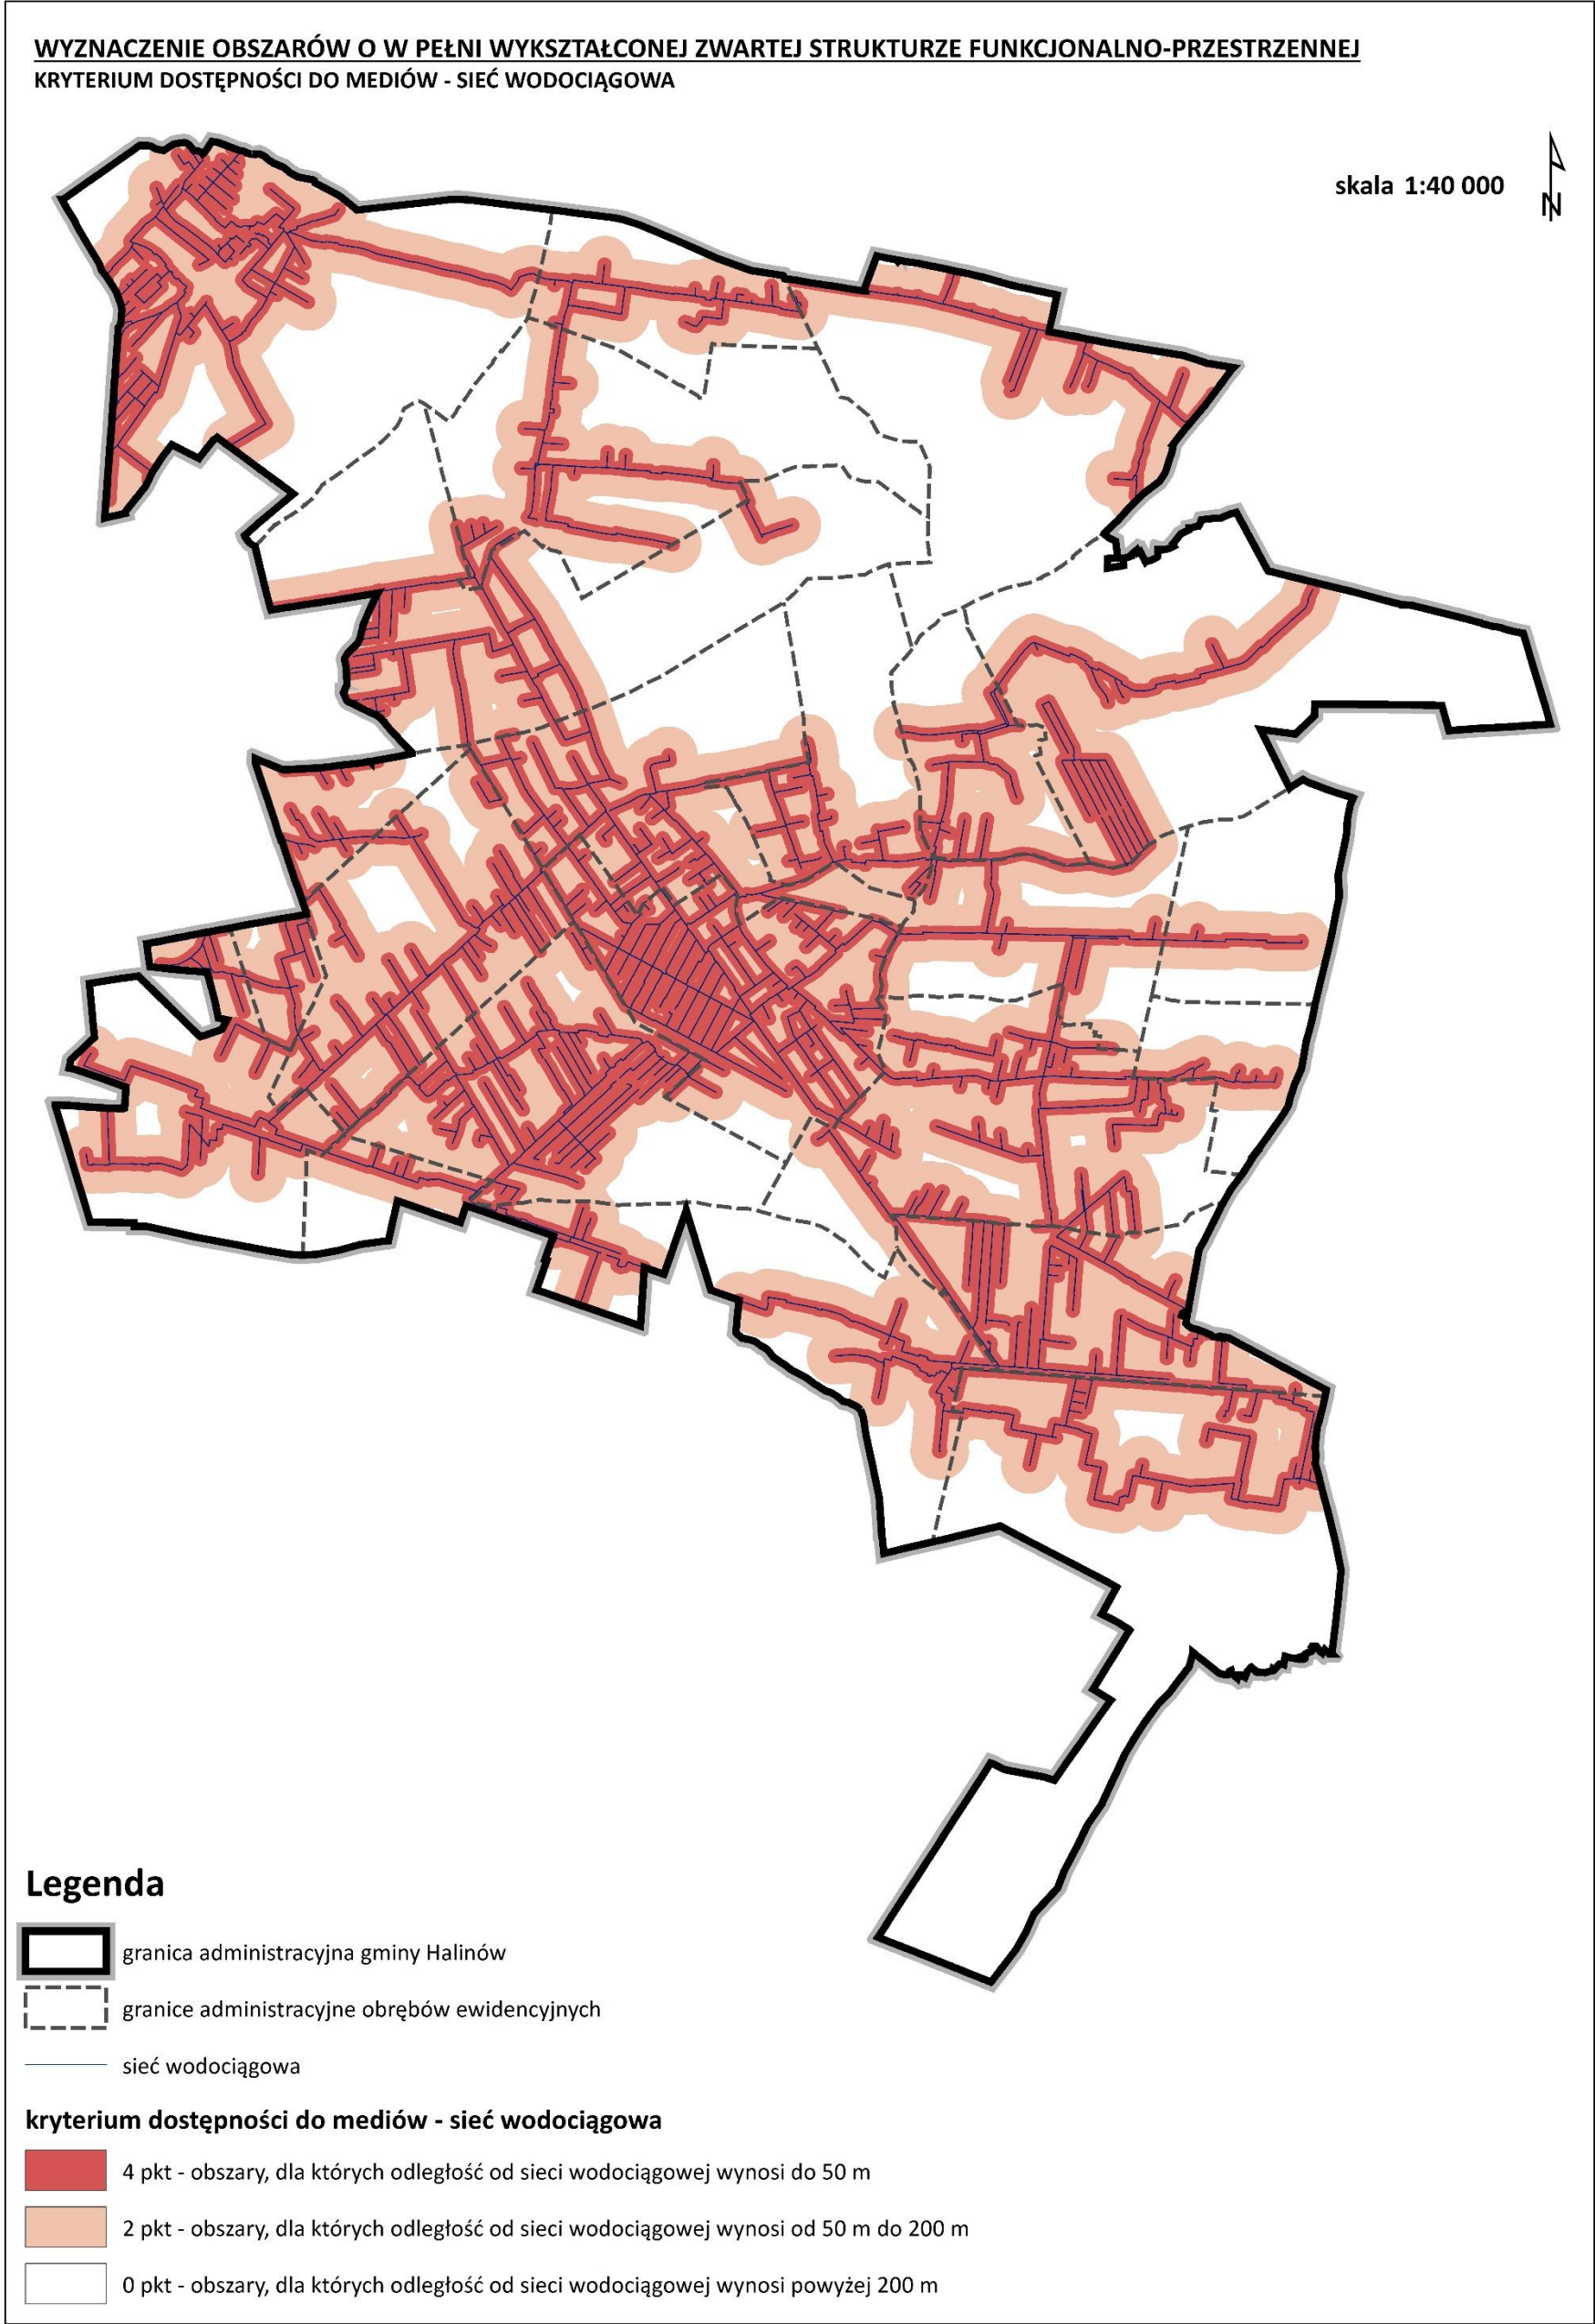 WYZNACZENIE OBSZARÓW O W PEŁNI WYKSZTAŁCONEJ ZWARTEJ STRUKTURZE FUNKCJONALNO-PRZESTRZENNEJ
KRYTERIUM DOSTĘPNOŚCI DO MEDIÓW - SIEĆ WODOCIĄGOWA
skala 1:40 000
N
Legenda
granica administracyjna gminy Halinów
granice administracyjne obrębów ewidencyjnych
sieć wodociągowa
kryterium dostępności do mediów - sieć wodociągowa
4 pkt - obszary, dla których odległość od sieci wodociągowej wynosi do 50 m
2 pkt - obszary, dla których odległość od sieci wodociągowej wynosi od 50 m do 200 m
0 pkt - obszary, dla których odległość od sieci wodociągowej wynosi powyżej 200 m